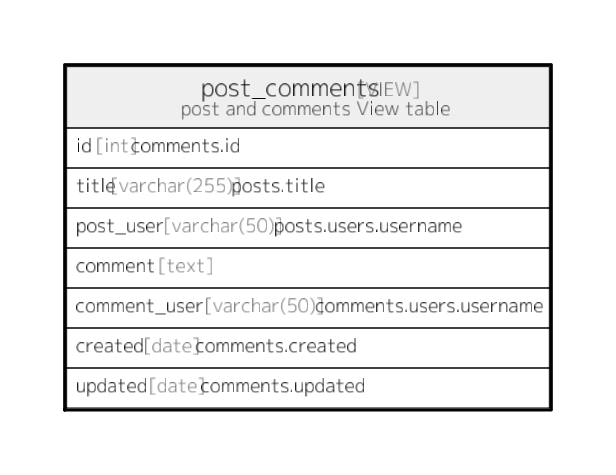 post_comments [VIEW]
post and comments View table
id [int] comments.id
title [varchar(255)] posts.title
post_user [varchar(50)] posts.users.username
comment [text]
comment_user [varchar(50)] comments.users.username
created [date] comments.created
updated [date] comments.updated